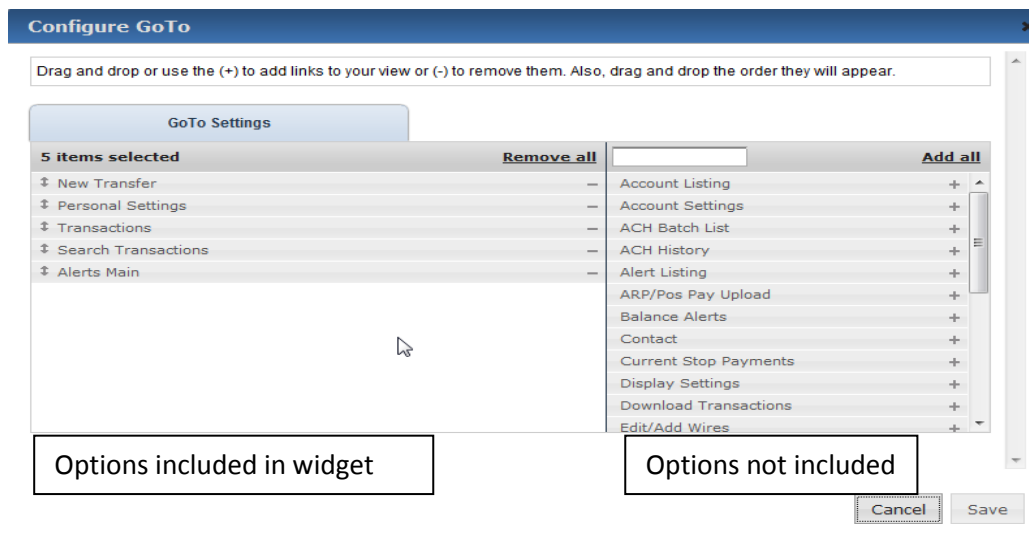 Configure GoTo
Drag and drop or use the (+) to add links to your view or (-) to remove them. Also, drag and drop the order they will appear.
GoTo Settings
5 items selected Remove all Add all
New Transfer – Account Listing +
Personal Settings – Account Settings +
Transactions – ACH Batch List +
Search Transactions – ACH History +
Alerts Main – Alert Listing +
ARP/Pos Pay Upload +
Balance Alerts +
Contact +
Current Stop Payments +
Display Settings +
Download Transactions +
Edit/Add Wires +
Options included in widget Options not included
Cancel Save